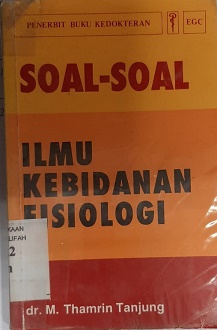 PENERBIT BUKU KEDOKTERAN
EGC
SOAL-SOAL
ILMU
KEBIDANAN
FISIOLOGI
dr. M. Thamrin Tanjung